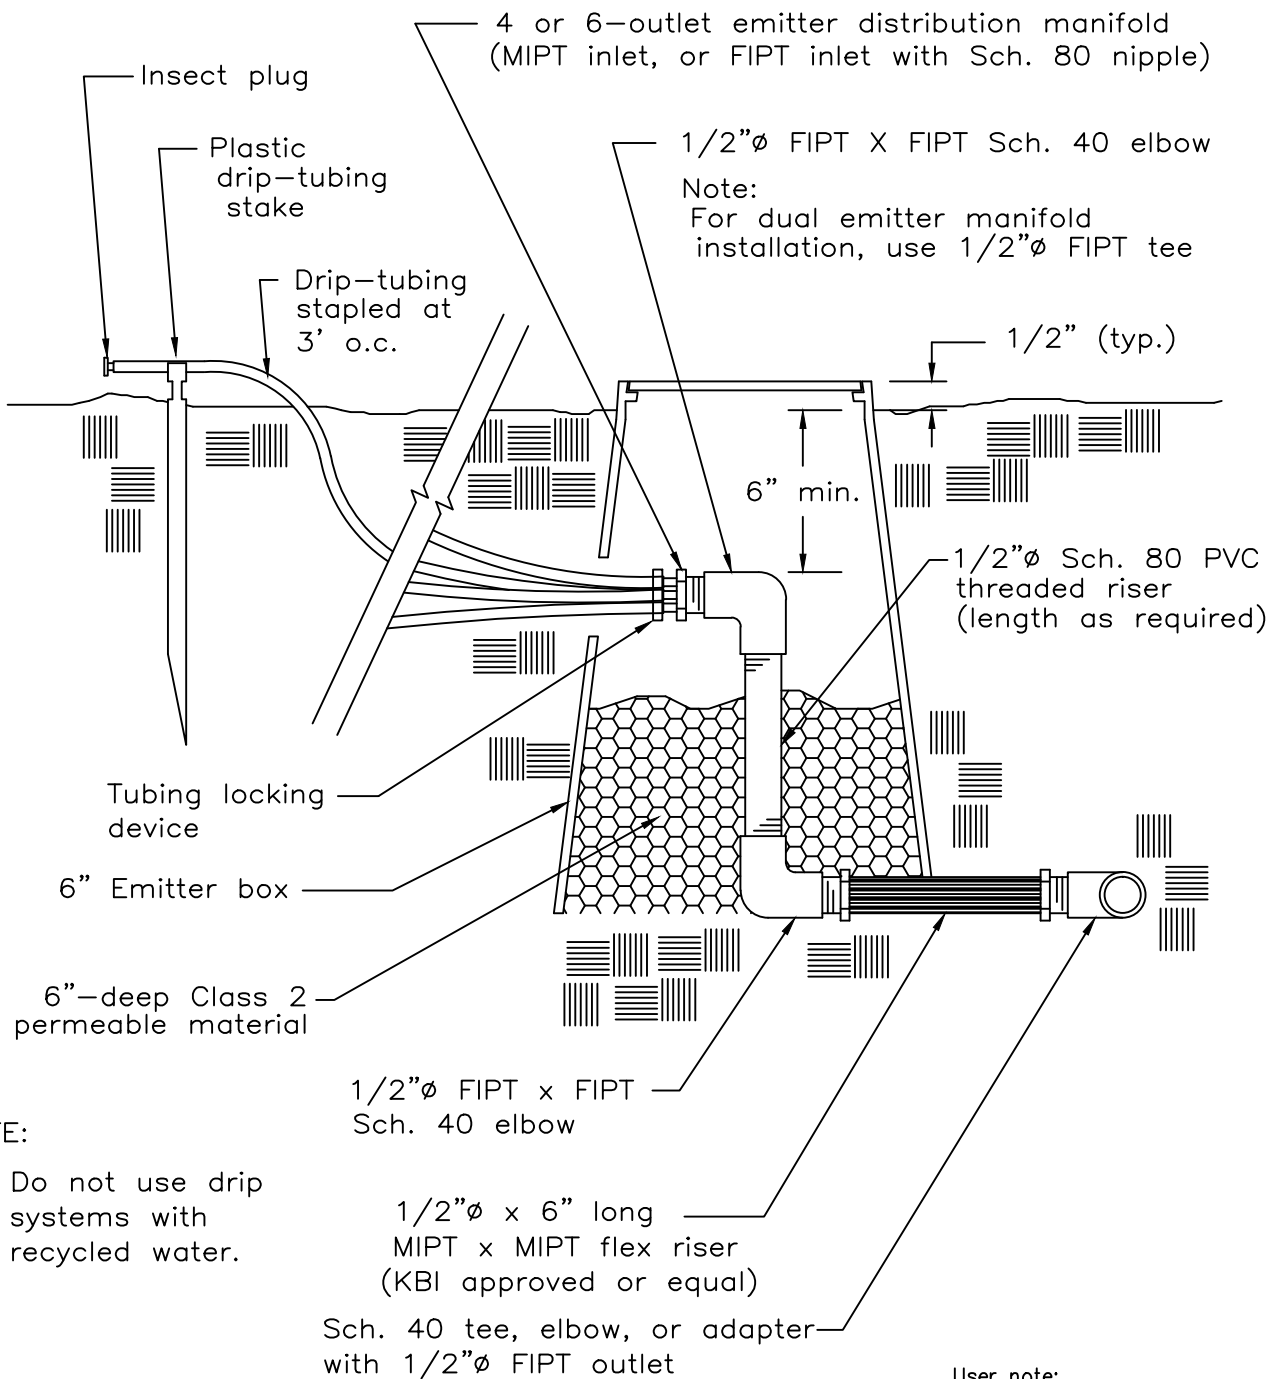 4 or 6-outlet emitter distribution manifold
(MIPT inlet, or FIPT inlet with Sch. 80 nipple)
Insect plug
Plastic
drip-tubing
stake
1/2"ø FIPT X FIPT Sch. 40 elbow
Note:
For dual emitter manifold
installation, use 1/2"ø FIPT tee
Drip-tubing
stapled at
3' o.c.
1/2" (typ.)
6" min.
1/2"ø Sch. 80 PVC
threaded riser
(length as required)
Tubing locking
device
6" Emitter box
6"-deep Class 2
permeable material
1/2"ø FIPT x FIPT
Sch. 40 elbow
TE:
Do not use drip
systems with
recycled water.
1/2"ø x 6" long
MIPT x MIPT flex riser
(KBI approved or equal)
Sch. 40 tee, elbow, or adapter
with 1/2"ø FIPT outlet
User note: